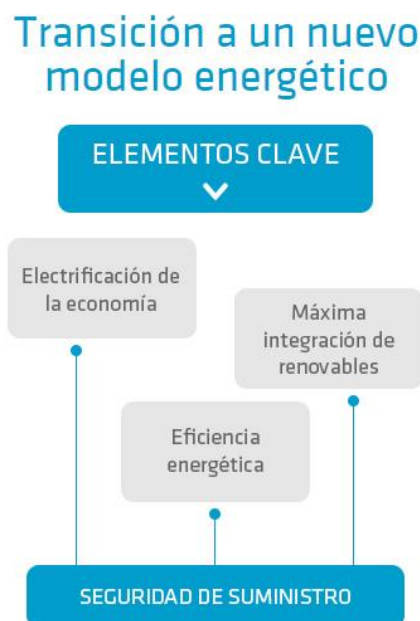 Transición a un nuevo
modelo energético
ELEMENTOS CLAVE
Electrificación de
la economía
Máxima
integración de
renovables
Eficiencia
energética
SEGURIDAD DE SUMINISTRO